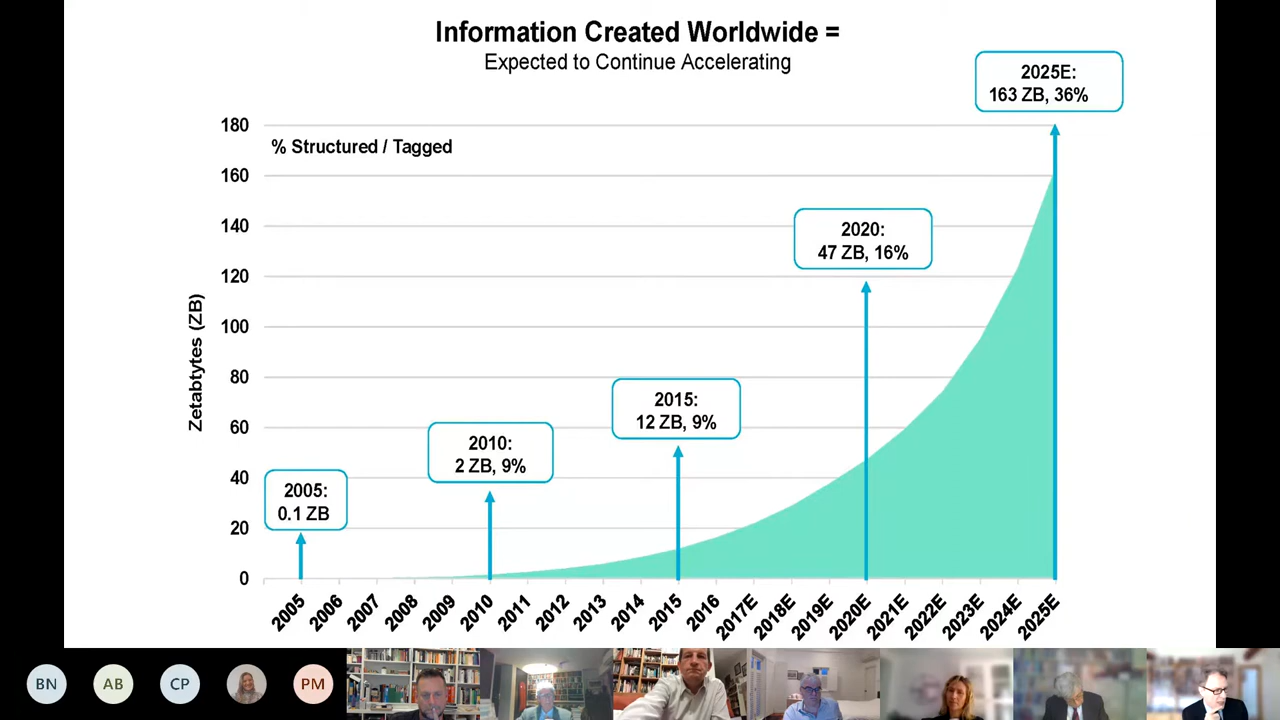 Information Created Worldwide =
Expected to Continue Accelerating
2025E:
163 ZB, 36%
% Structured / Tagged
2020:
47 ZB, 16%
2015:
12 ZB, 9%
2010:
2 ZB, 9%
2005:
0.1 ZB
Zetabtytes (ZB)
180
160
140
120
100
80
60
40
20
0
2005
2006
2007
2008
2009
2010
2011
2012
2013
2014
2015
2016
2017E
2018E
2019E
2020E
2021E
2022E
2023E
2024E
2025E
BN
AB
CP
PM